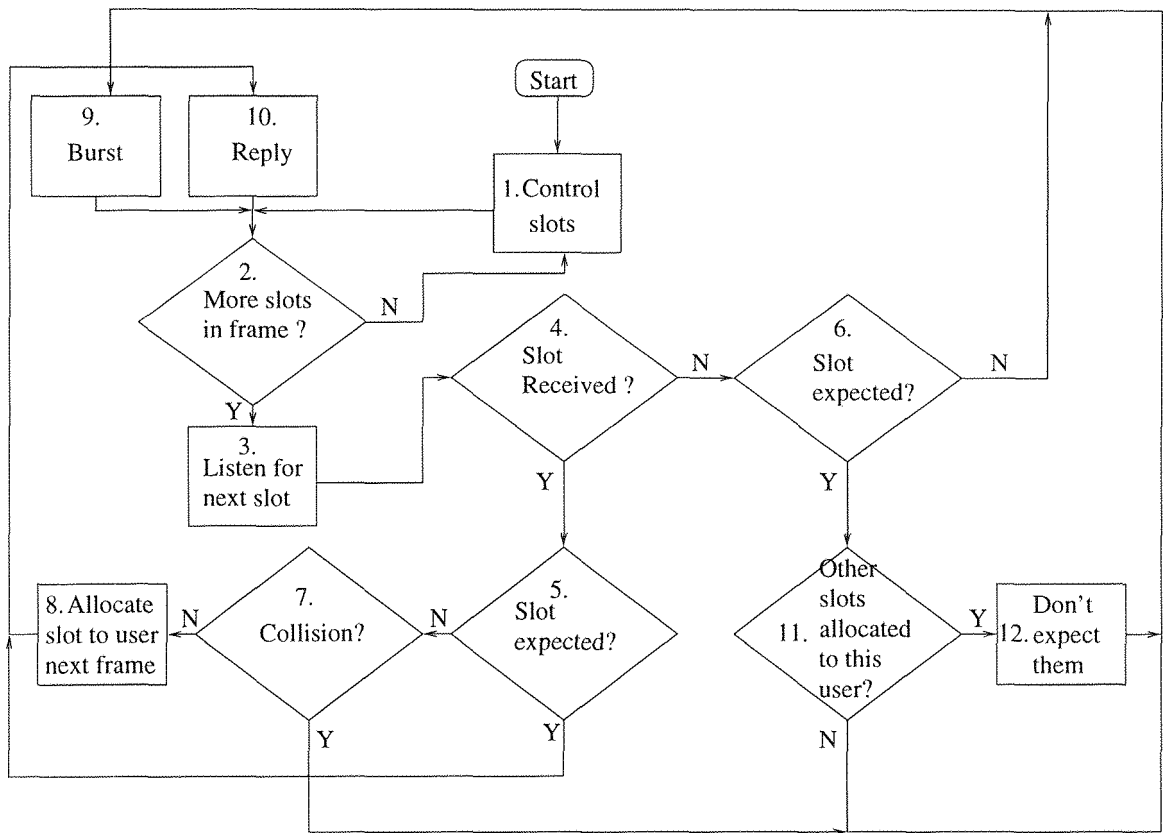 Start
9.
Burst
10.
Reply
1. Control
slots
2.
More slots
in frame ?
N
Y
3.
Listen for
next slot
4.
Slot
Received ?
N
Y
6.
Slot
expected?
N
Y
5.
Slot
expected?
N
Y
7.
Collision?
N
Y
8. Allocate
slot to user
next frame
Other
slots
11. allocated
to this
user?
Y
N
Don't
12. expect
them